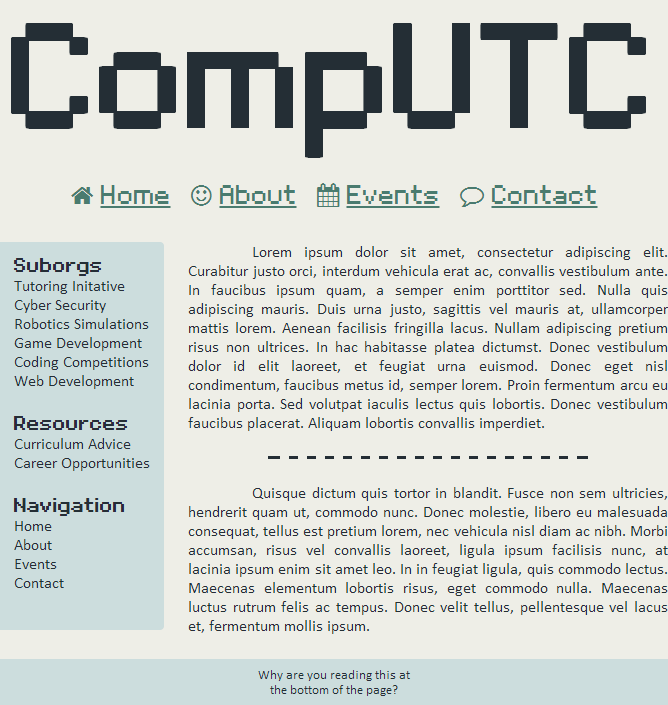 CompUTC
Home About Events Contact
Suborgs
Tutoring Initative
Cyber Security
Robotics Simulations
Game Development
Coding Competitions
Web Development
Resources
Curriculum Advice
Career Opportunities
Navigation
Home
About
Events
Contact
Lorem ipsum dolor sit amet, consectetur adipiscing elit.
Curabitur justo orci, interdum vehicula erat ac, convallis vestibulum ante.
In faucibus ipsum quam, a semper enim porttitor sed. Nulla quis
adipiscing mauris. Duis urna justo, sagittis vel mauris at, ullamcorper
mattis lorem. Aenean facilisis fringilla lacus. Nullam adipiscing pretium
risus non ultrices. In hac habitasse platea dictumst. Donec vestibulum
dolor id elit laoreet, et feugiat urna euismod. Donec eget nisl
condimentum, faucibus metus id, semper lorem. Proin fermentum arcu eu
lacinia porta. Sed volutpat iaculis lectus quis lobortis. Donec vestibulum
faucibus placerat. Aliquam lobortis convallis imperdiet.
Quisque dictum quis tortor in blandit. Fusce non sem ultricies,
hendrerit quam ut, commodo nunc. Donec molestie, libero eu malesuada
consequat, tellus est pretium lorem, nec vehicula nisl diam ac nibh. Morbi
accumsan, risus vel convallis laoreet, ligula ipsum facilisis nunc, at
lacinia ipsum enim sit amet leo. In in feugiat ligula, quis commodo lectus.
Maecenas elementum lobortis risus, eget commodo nulla. Maecenas
luctus rutrum felis ac tempus. Donec velit tellus, pellentesque vel lacus
et, fermentum mollis ipsum.
Why are you reading this at
the bottom of the page?